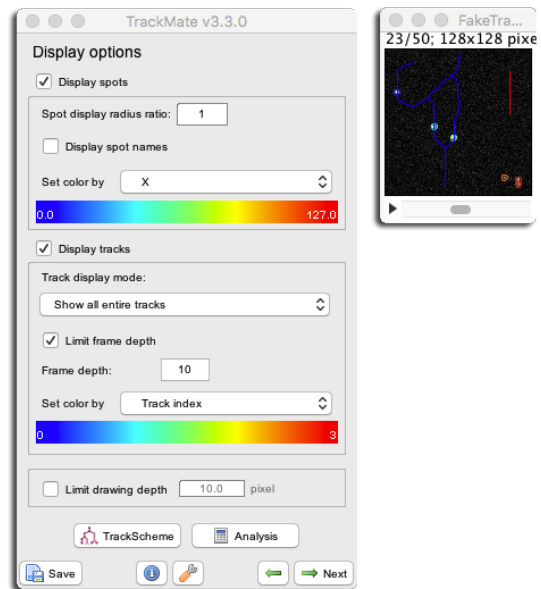 TrackMate v3.3.0
Display options
Display spots
Spot display radius ratio: 1
Display spot names
Set color by X
0.0 127.0
Display tracks
Track display mode:
Show all entire tracks
Limit frame depth
Frame depth: 10
Set color by Track index
0 3
Limit drawing depth 10.0 pixel
TrackScheme Analysis
Save Next
FakeTra...
23/50; 128x128 pixe